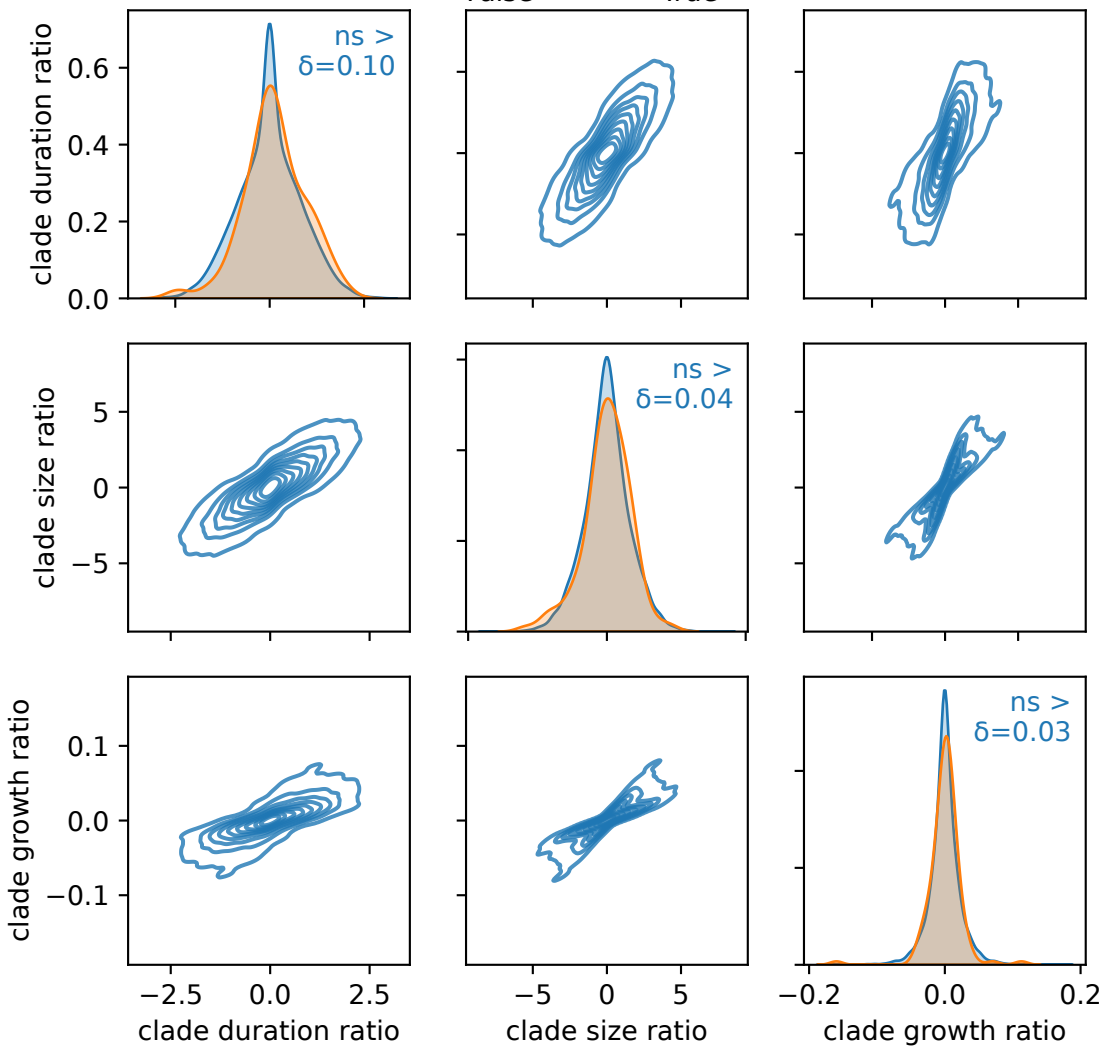 clade duration ratio
0.6
0.4
0.2
0.0
ns >
δ=0.10
clade size ratio
5
0
−5
ns >
δ=0.04
clade growth ratio
0.1
0.0
−0.1
ns >
δ=0.03
−2.5 0.0 2.5
−5 0 5
−0.2 0.0 0.2
clade duration ratio
clade size ratio
clade growth ratio